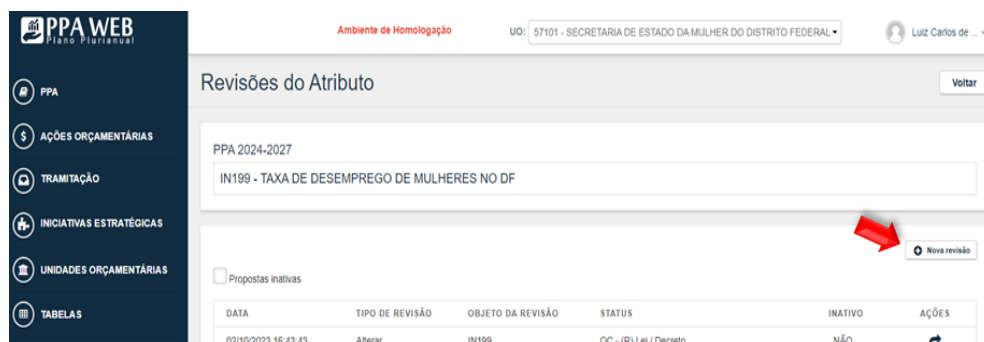 PPA WEB
Plano Plurianual
Ambiente de Homologação
UO: 57101 - SECRETARIA DE ESTADO DA MULHER DO DISTRITO FEDERAL
Luiz Carlos de ...
Revisões do Atributo
Voltar
PPA
AÇÕES ORÇAMENTÁRIAS
TRAMITAÇÃO
INICIATIVAS ESTRATÉGICAS
UNIDADES ORÇAMENTÁRIAS
TABELAS
PPA 2024-2027
IN199 - TAXA DE DESEMPREGO DE MULHERES NO DF
Nova revisão
Propostas inativas
DATA TIPO DE REVISÃO OBJETO DA REVISÃO STATUS INATIVO AÇÕES
02/10/2023 16:43:43 Alterar IN199 OC - (R) Lei / Decreto NÃO